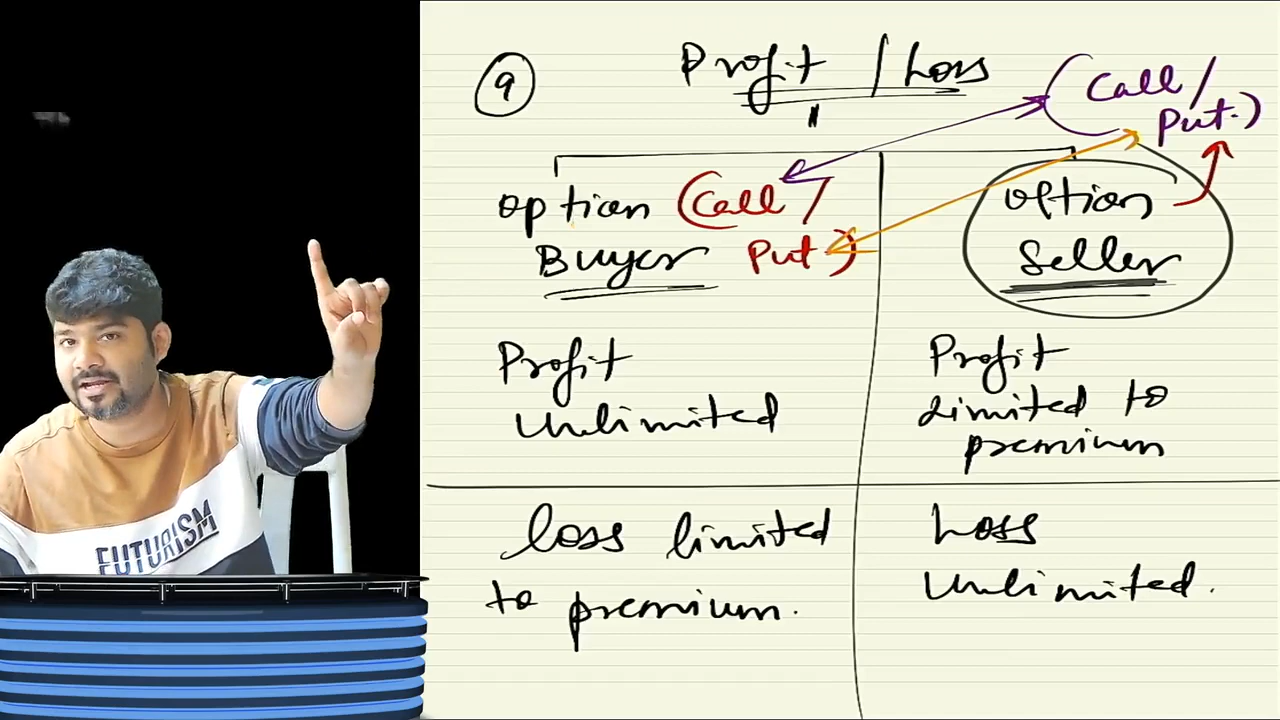 9
Profit / Loss
(Call /
Put.)
option (Call /
Buyer Put)
option
Seller
Profit
Unlimited
Profit
Limited to
premium
loss limited
to premium.
Loss
Unlimited.
FUTURISM